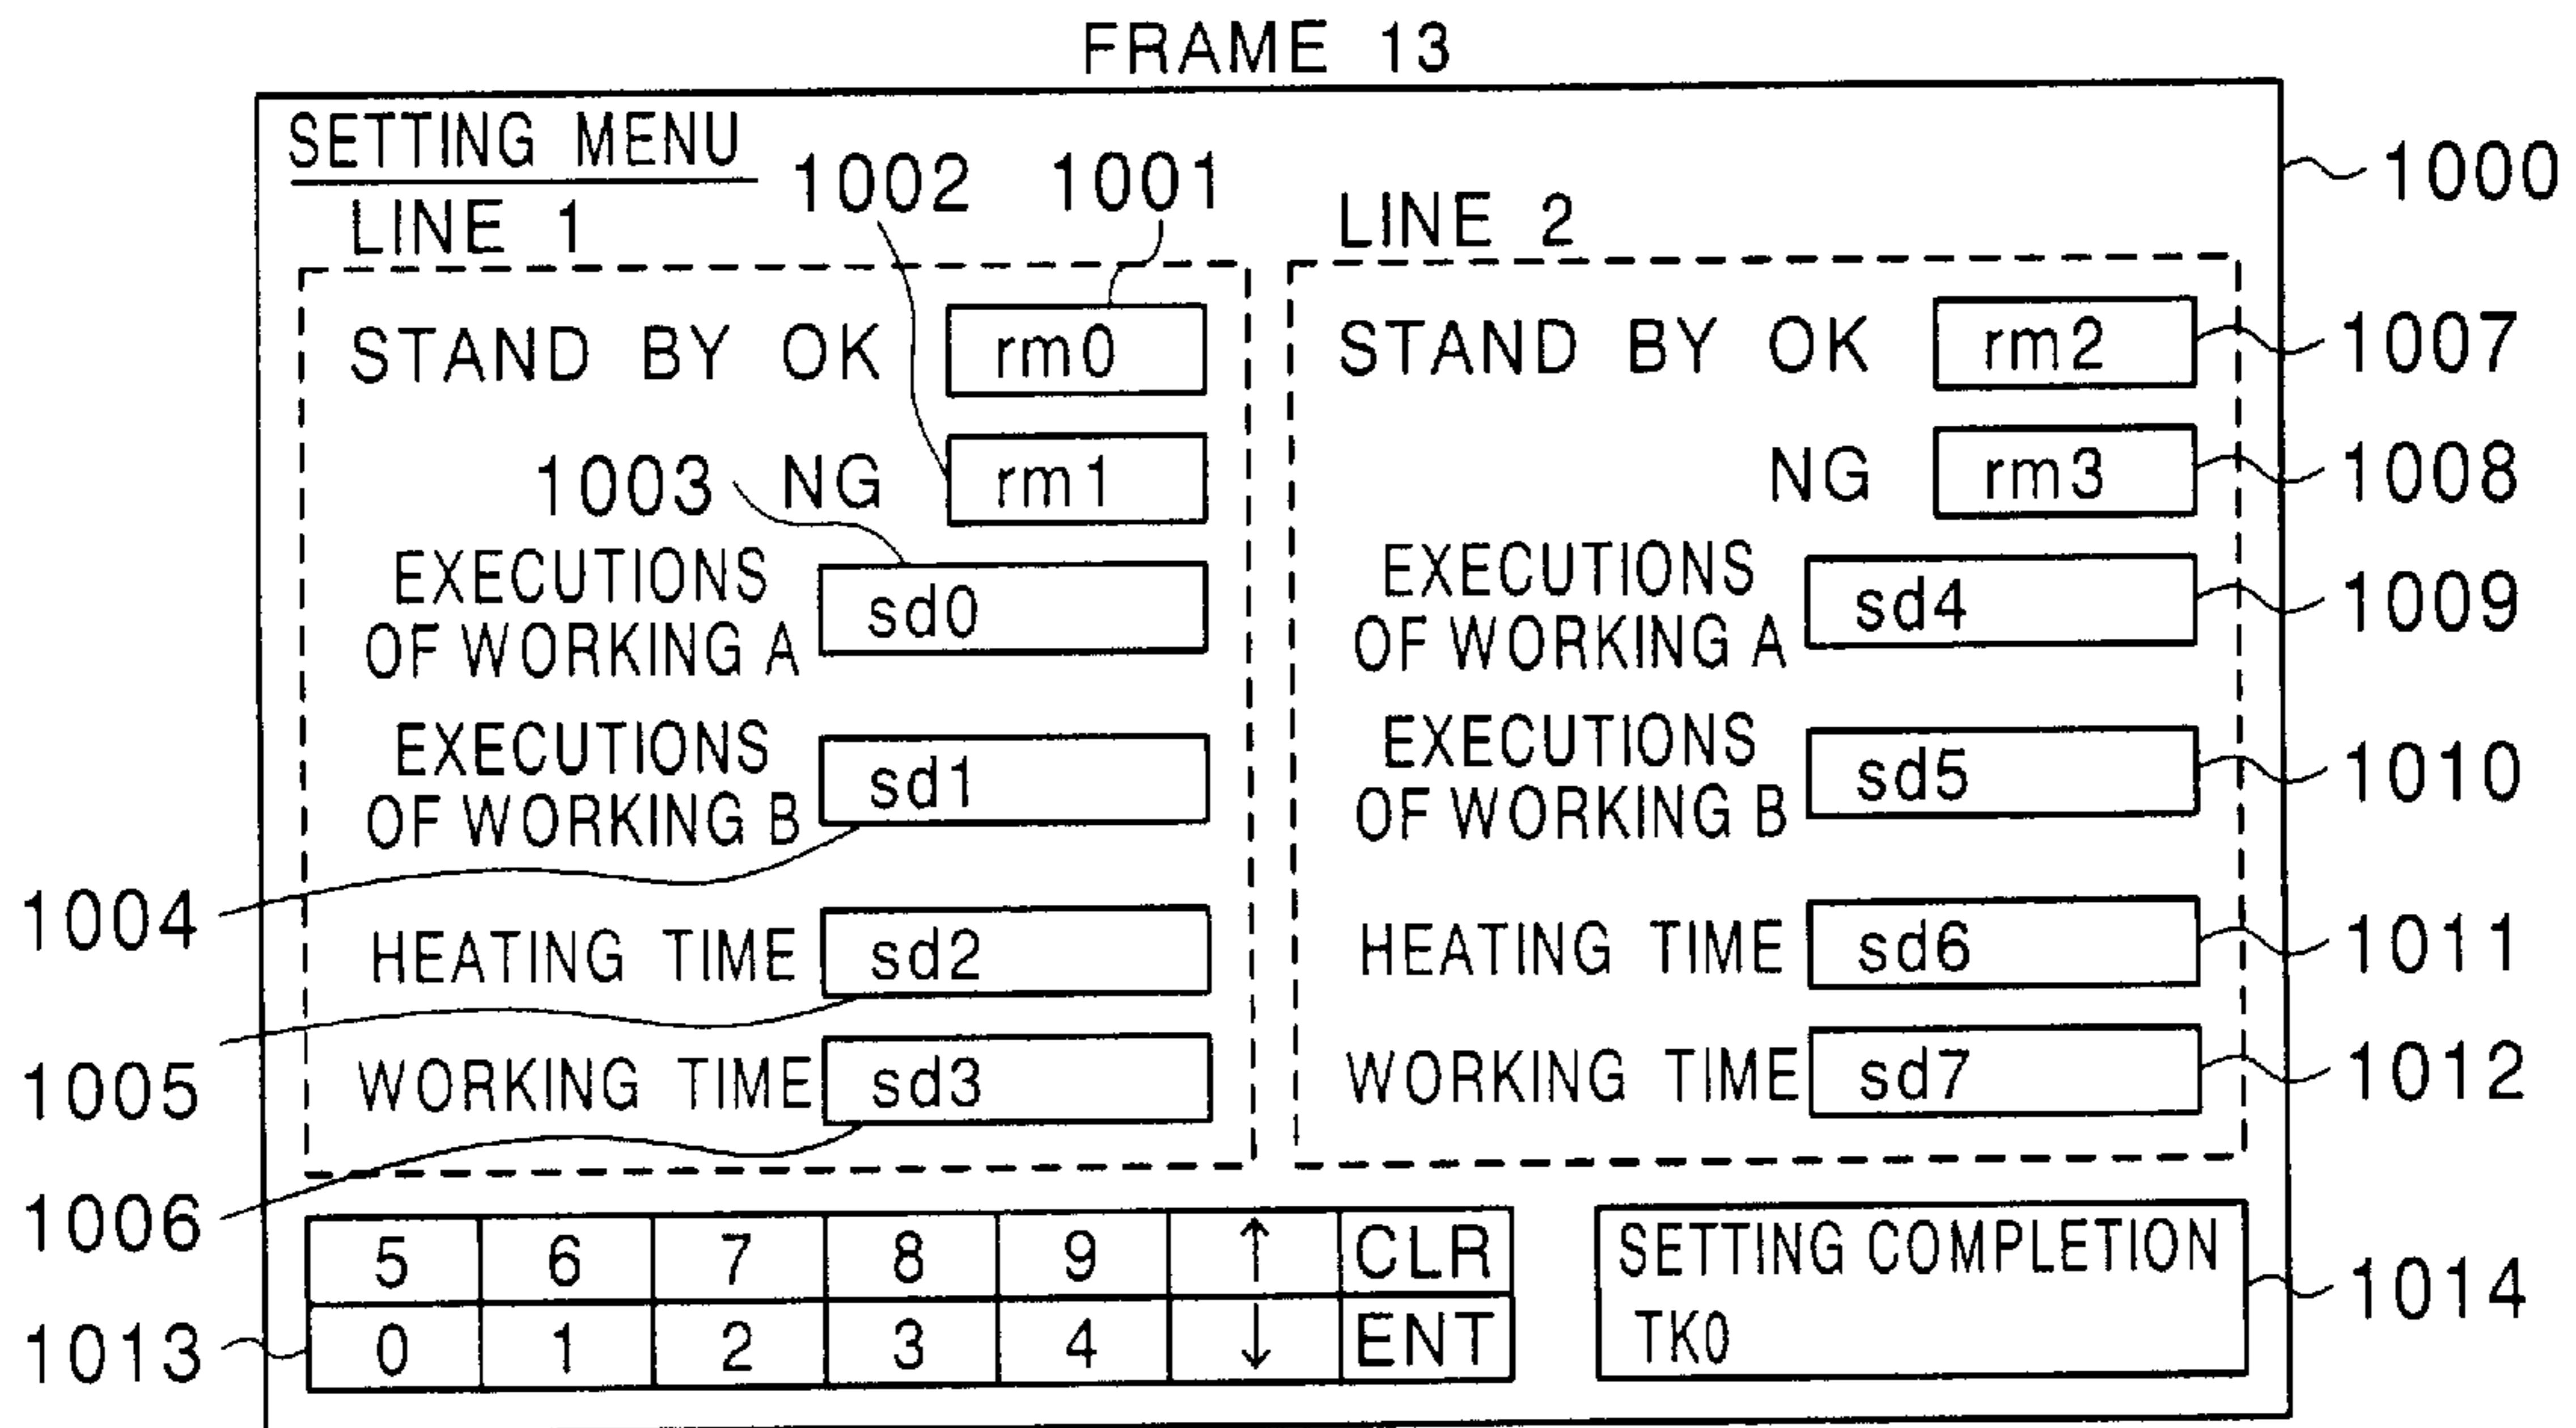 FRAME 13
SETTING MENU
1002 1001
1000
LINE 1
LINE 2
STAND BY OK rm0
STAND BY OK rm2 1007
1003 NG rm1
NG rm3 1008
EXECUTIONS
OF WORKING A sd0
EXECUTIONS
OF WORKING A sd4 1009
EXECUTIONS
OF WORKING B sd1
EXECUTIONS
OF WORKING B sd5 1010
1004
HEATING TIME sd2
HEATING TIME sd6 1011
1005
WORKING TIME sd3
WORKING TIME sd7 1012
1006
5 6 7 8 9 ↑ CLR
1013 0 1 2 3 4 ↓ ENT
SETTING COMPLETION
TK0
1014